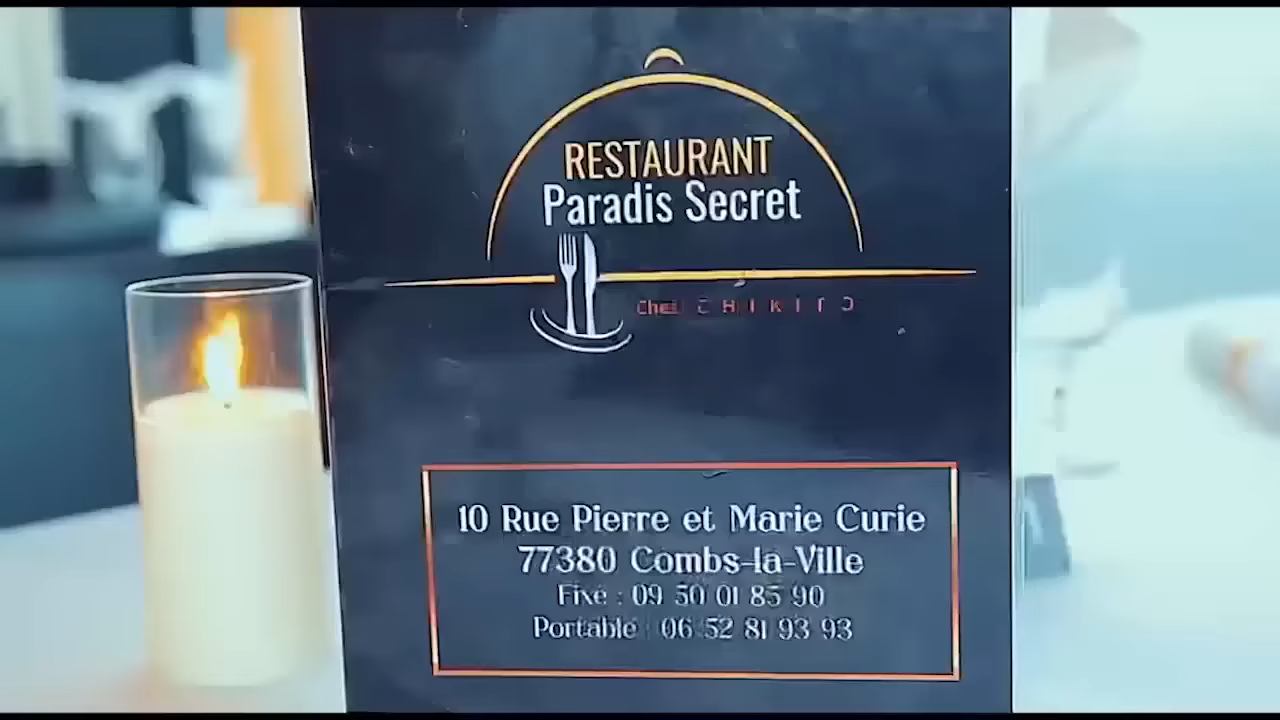 RESTAURANT
Paradis Secret
Chez CHIKITO
10 Rue Pierre et Marie Curie
77380 Combs-la-Ville
Fixe : 09 50 01 85 90
Portable : 06 52 81 93 93